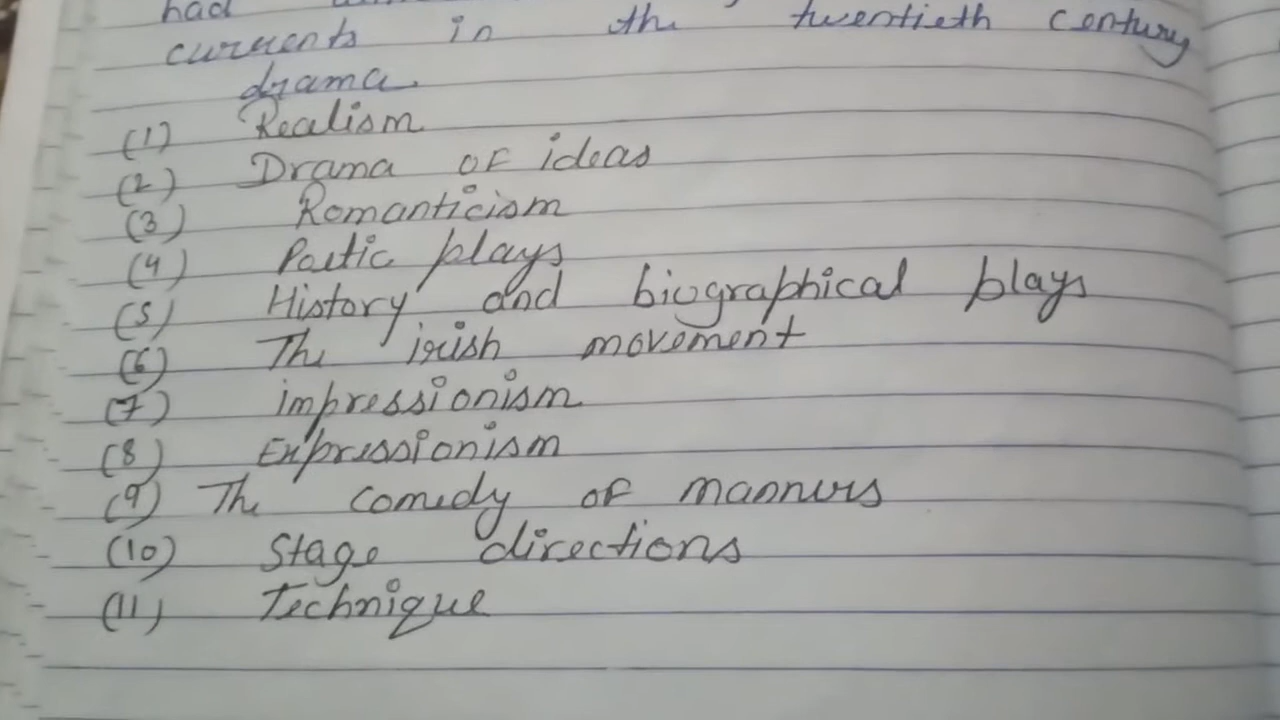 had
currents in the twentieth century
drama.
(1) Realism
(2) Drama of ideas
(3) Romanticism
(4) Poetic plays
(5) History and biographical plays
(6) The irish movement
(7) impressionism
(8) Expressionism
(9) The comedy of manners
(10) Stage directions
(11) Technique